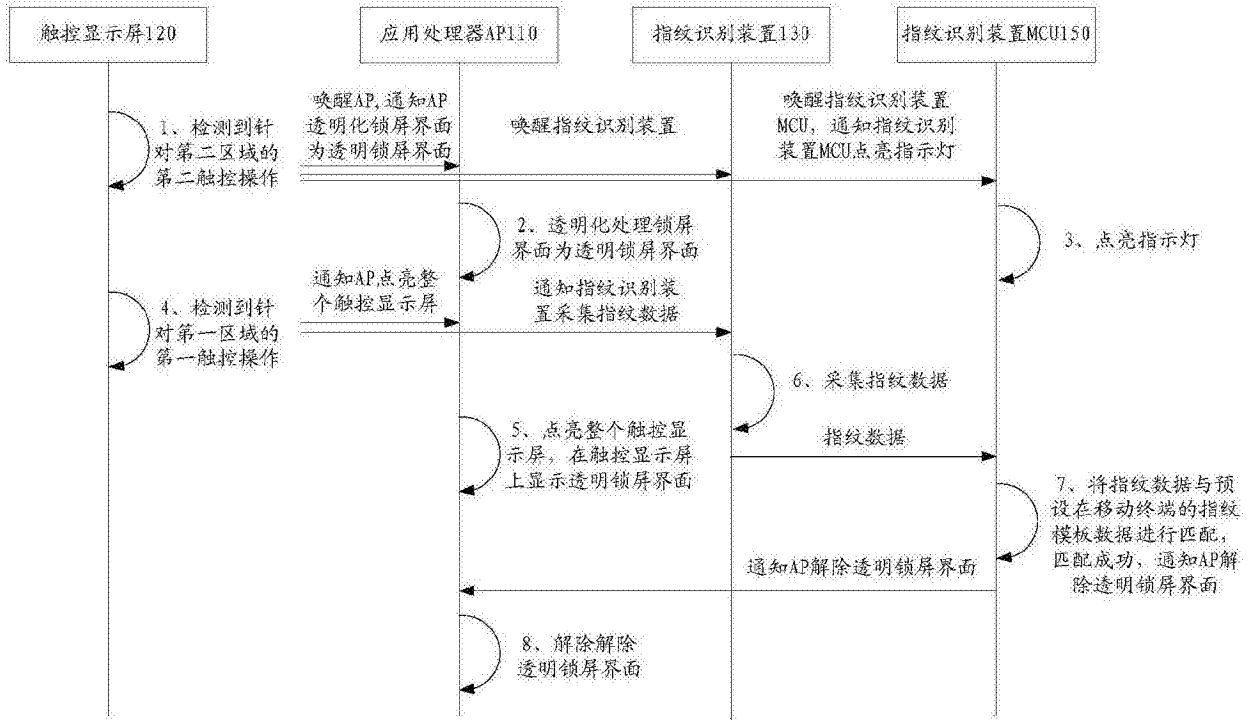 触控显示屏120
应用处理器AP110
指纹识别装置130
指纹识别装置MCU150
1、检测到针
对第二区域的
第二触控操作
唤醒AP,通知AP
透明化锁屏界面
为透明锁屏界面
唤醒指纹识别装置
唤醒指纹识别装置
MCU，通知指纹识别
装置MCU点亮指示灯
2、透明化处理锁屏
界面为透明锁屏界面
3、点亮指示灯
4、检测到针
对第一区域的
第一触控操作
通知AP点亮整
个触控显示屏
通知指纹识别装
置采集指纹数据
6、采集指纹数据
5、点亮整个触控显
示屏，在触控显示屏
上显示透明锁屏界面
指纹数据
7、将指纹数据与预
设在移动终端的指纹
模板数据进行匹配，
匹配成功，通知AP解
除透明锁屏界面
通知AP解除透明锁屏界面
8、解除解除
透明锁屏界面